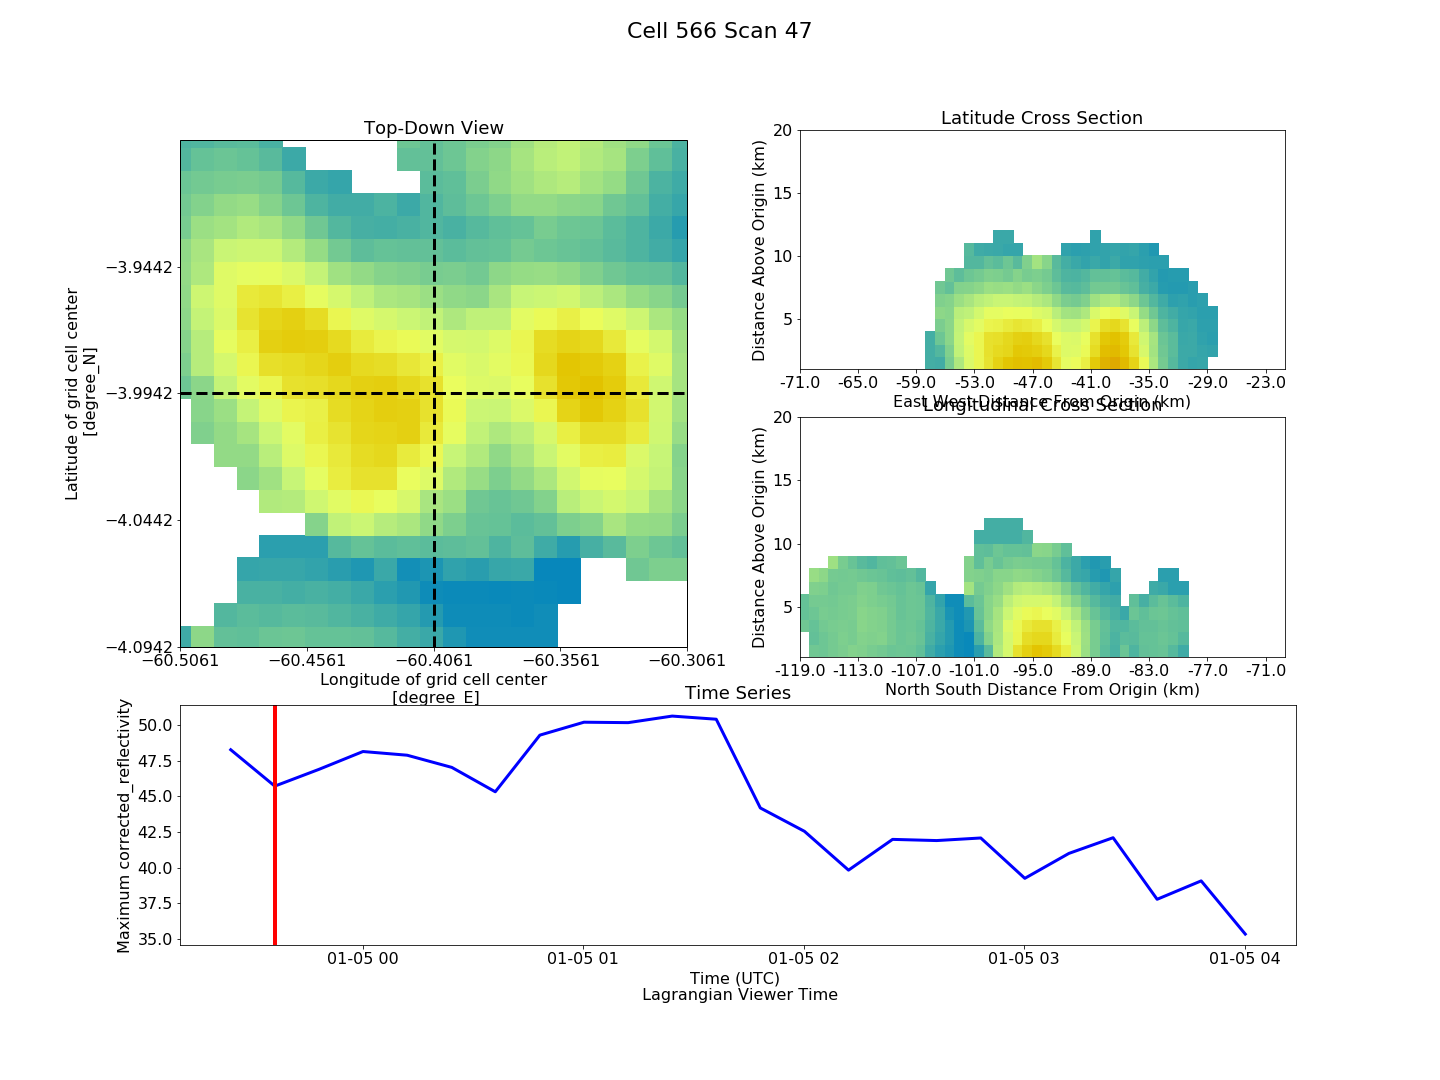 Cell 566 Scan 47
Top-Down View
−3.9442
−3.9942
−4.0442
−4.0942
Latitude of grid cell center
[degree_N]
−60.5061 −60.4561 −60.4061 −60.3561 −60.3061
Longitude of grid cell center
[degree_E]
Latitude Cross Section
20
15
10
5
Distance Above Origin (km)
-71.0 -65.0 -59.0 -53.0 -47.0 -41.0 -35.0 -29.0 -23.0
East West Distance From Origin (km)
Longitudinal Cross Section
20
15
10
5
Distance Above Origin (km)
-119.0 -113.0 -107.0 -101.0 -95.0 -89.0 -83.0 -77.0 -71.0
North South Distance From Origin (km)
Time Series
50.0
47.5
45.0
42.5
40.0
37.5
35.0
Maximum corrected_reflectivity
01-05 00 01-05 01 01-05 02 01-05 03 01-05 04
Time (UTC)
Lagrangian Viewer Time